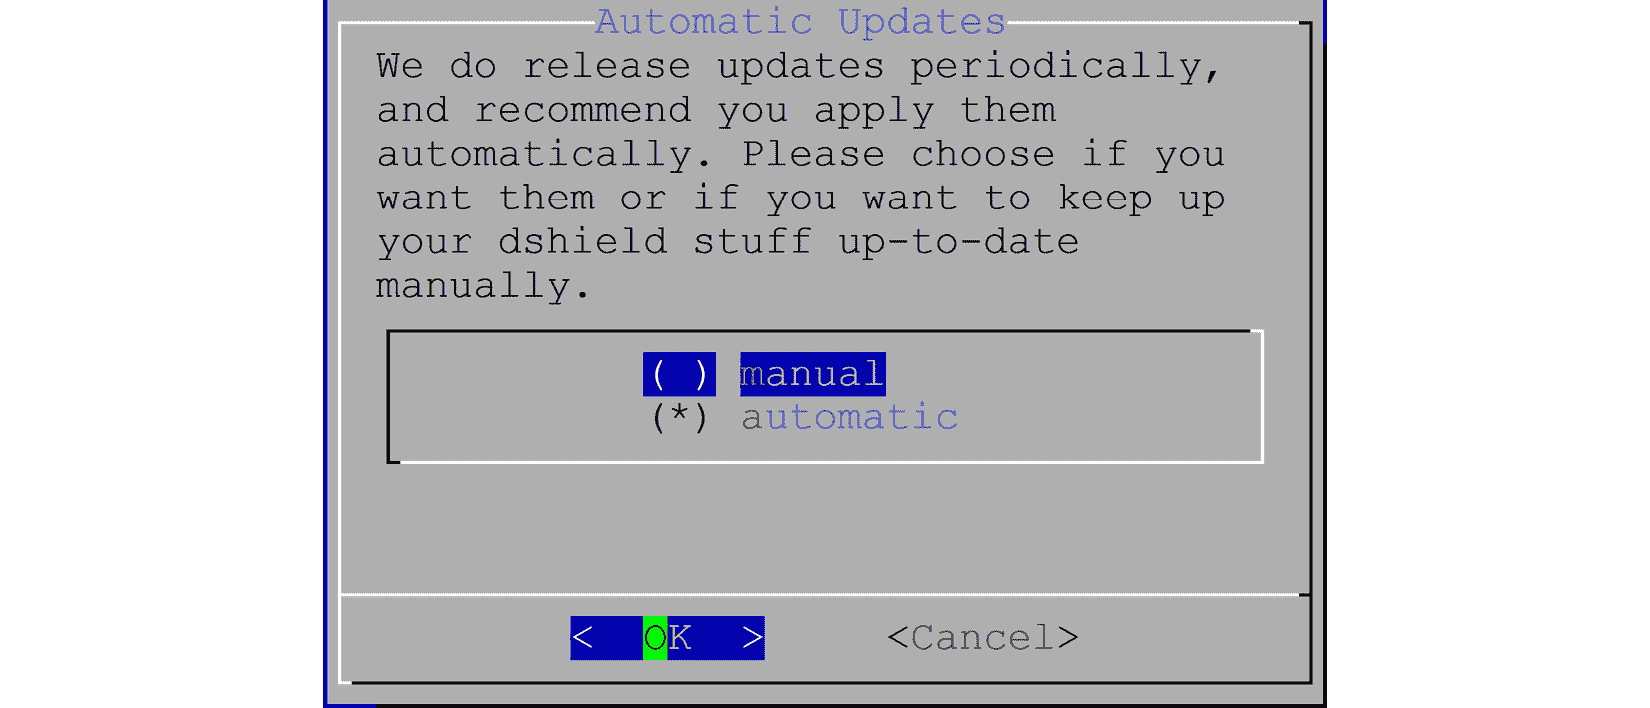 Automatic Updates
We do release updates periodically,
and recommend you apply them
automatically. Please choose if you
want them or if you want to keep up
your dshield stuff up-to-date
manually.
( ) manual
(*) automatic
< OK > <Cancel>